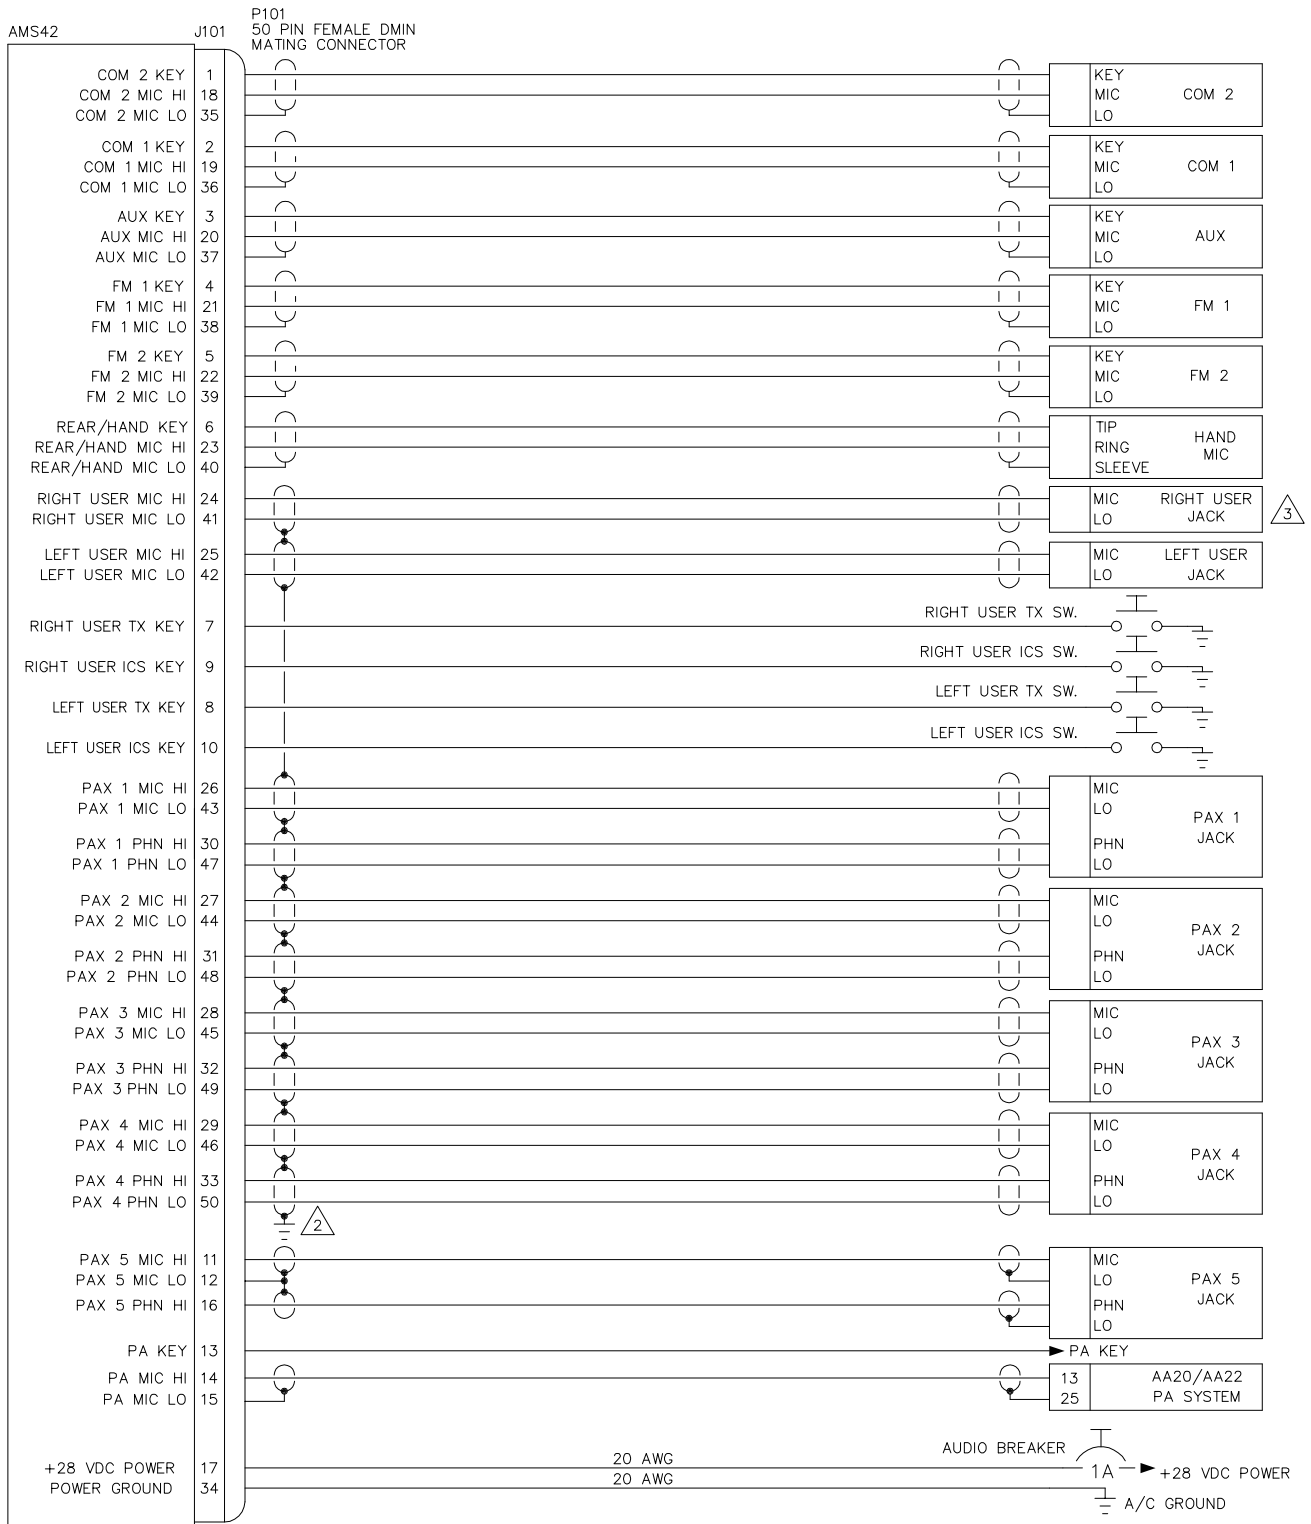 P101
AMS42 J101 50 PIN FEMALE DMIN
MATING CONNECTOR
COM 2 KEY 1 KEY
COM 2 MIC HI 18 MIC COM 2
COM 2 MIC LO 35 LO
COM 1 KEY 2 KEY
COM 1 MIC HI 19 MIC COM 1
COM 1 MIC LO 36 LO
AUX KEY 3 KEY
AUX MIC HI 20 MIC AUX
AUX MIC LO 37 LO
FM 1 KEY 4 KEY
FM 1 MIC HI 21 MIC FM 1
FM 1 MIC LO 38 LO
FM 2 KEY 5 KEY
FM 2 MIC HI 22 MIC FM 2
FM 2 MIC LO 39 LO
REAR/HAND KEY 6 TIP
REAR/HAND MIC HI 23 RING HAND
MIC
REAR/HAND MIC LO 40 SLEEVE
RIGHT USER MIC HI 24 MIC RIGHT USER
RIGHT USER MIC LO 41 LO JACK 3
LEFT USER MIC HI 25 MIC LEFT USER
LEFT USER MIC LO 42 LO JACK
RIGHT USER TX SW.
RIGHT USER TX KEY 7
RIGHT USER ICS SW.
RIGHT USER ICS KEY 9
LEFT USER TX SW.
LEFT USER TX KEY 8
LEFT USER ICS SW.
LEFT USER ICS KEY 10
PAX 1 MIC HI 26 MIC
PAX 1 MIC LO 43 LO
PAX 1
JACK
PAX 1 PHN HI 30 PHN
PAX 1 PHN LO 47 LO
PAX 2 MIC HI 27 MIC
PAX 2 MIC LO 44 LO
PAX 2
JACK
PAX 2 PHN HI 31 PHN
PAX 2 PHN LO 48 LO
PAX 3 MIC HI 28 MIC
PAX 3 MIC LO 45 LO
PAX 3
JACK
PAX 3 PHN HI 32 PHN
PAX 3 PHN LO 49 LO
PAX 4 MIC HI 29 MIC
PAX 4 MIC LO 46 LO
PAX 4
JACK
PAX 4 PHN HI 33 PHN
PAX 4 PHN LO 50 LO
2
PAX 5 MIC HI 11 MIC
PAX 5 MIC LO 12 LO PAX 5
JACK
PAX 5 PHN HI 16 PHN
LO
PA KEY 13 PA KEY
PA MIC HI 14 13 AA20/AA22
PA MIC LO 15 25 PA SYSTEM
AUDIO BREAKER
20 AWG
+28 VDC POWER 17 1A +28 VDC POWER
20 AWG
POWER GROUND 34
A/C GROUND